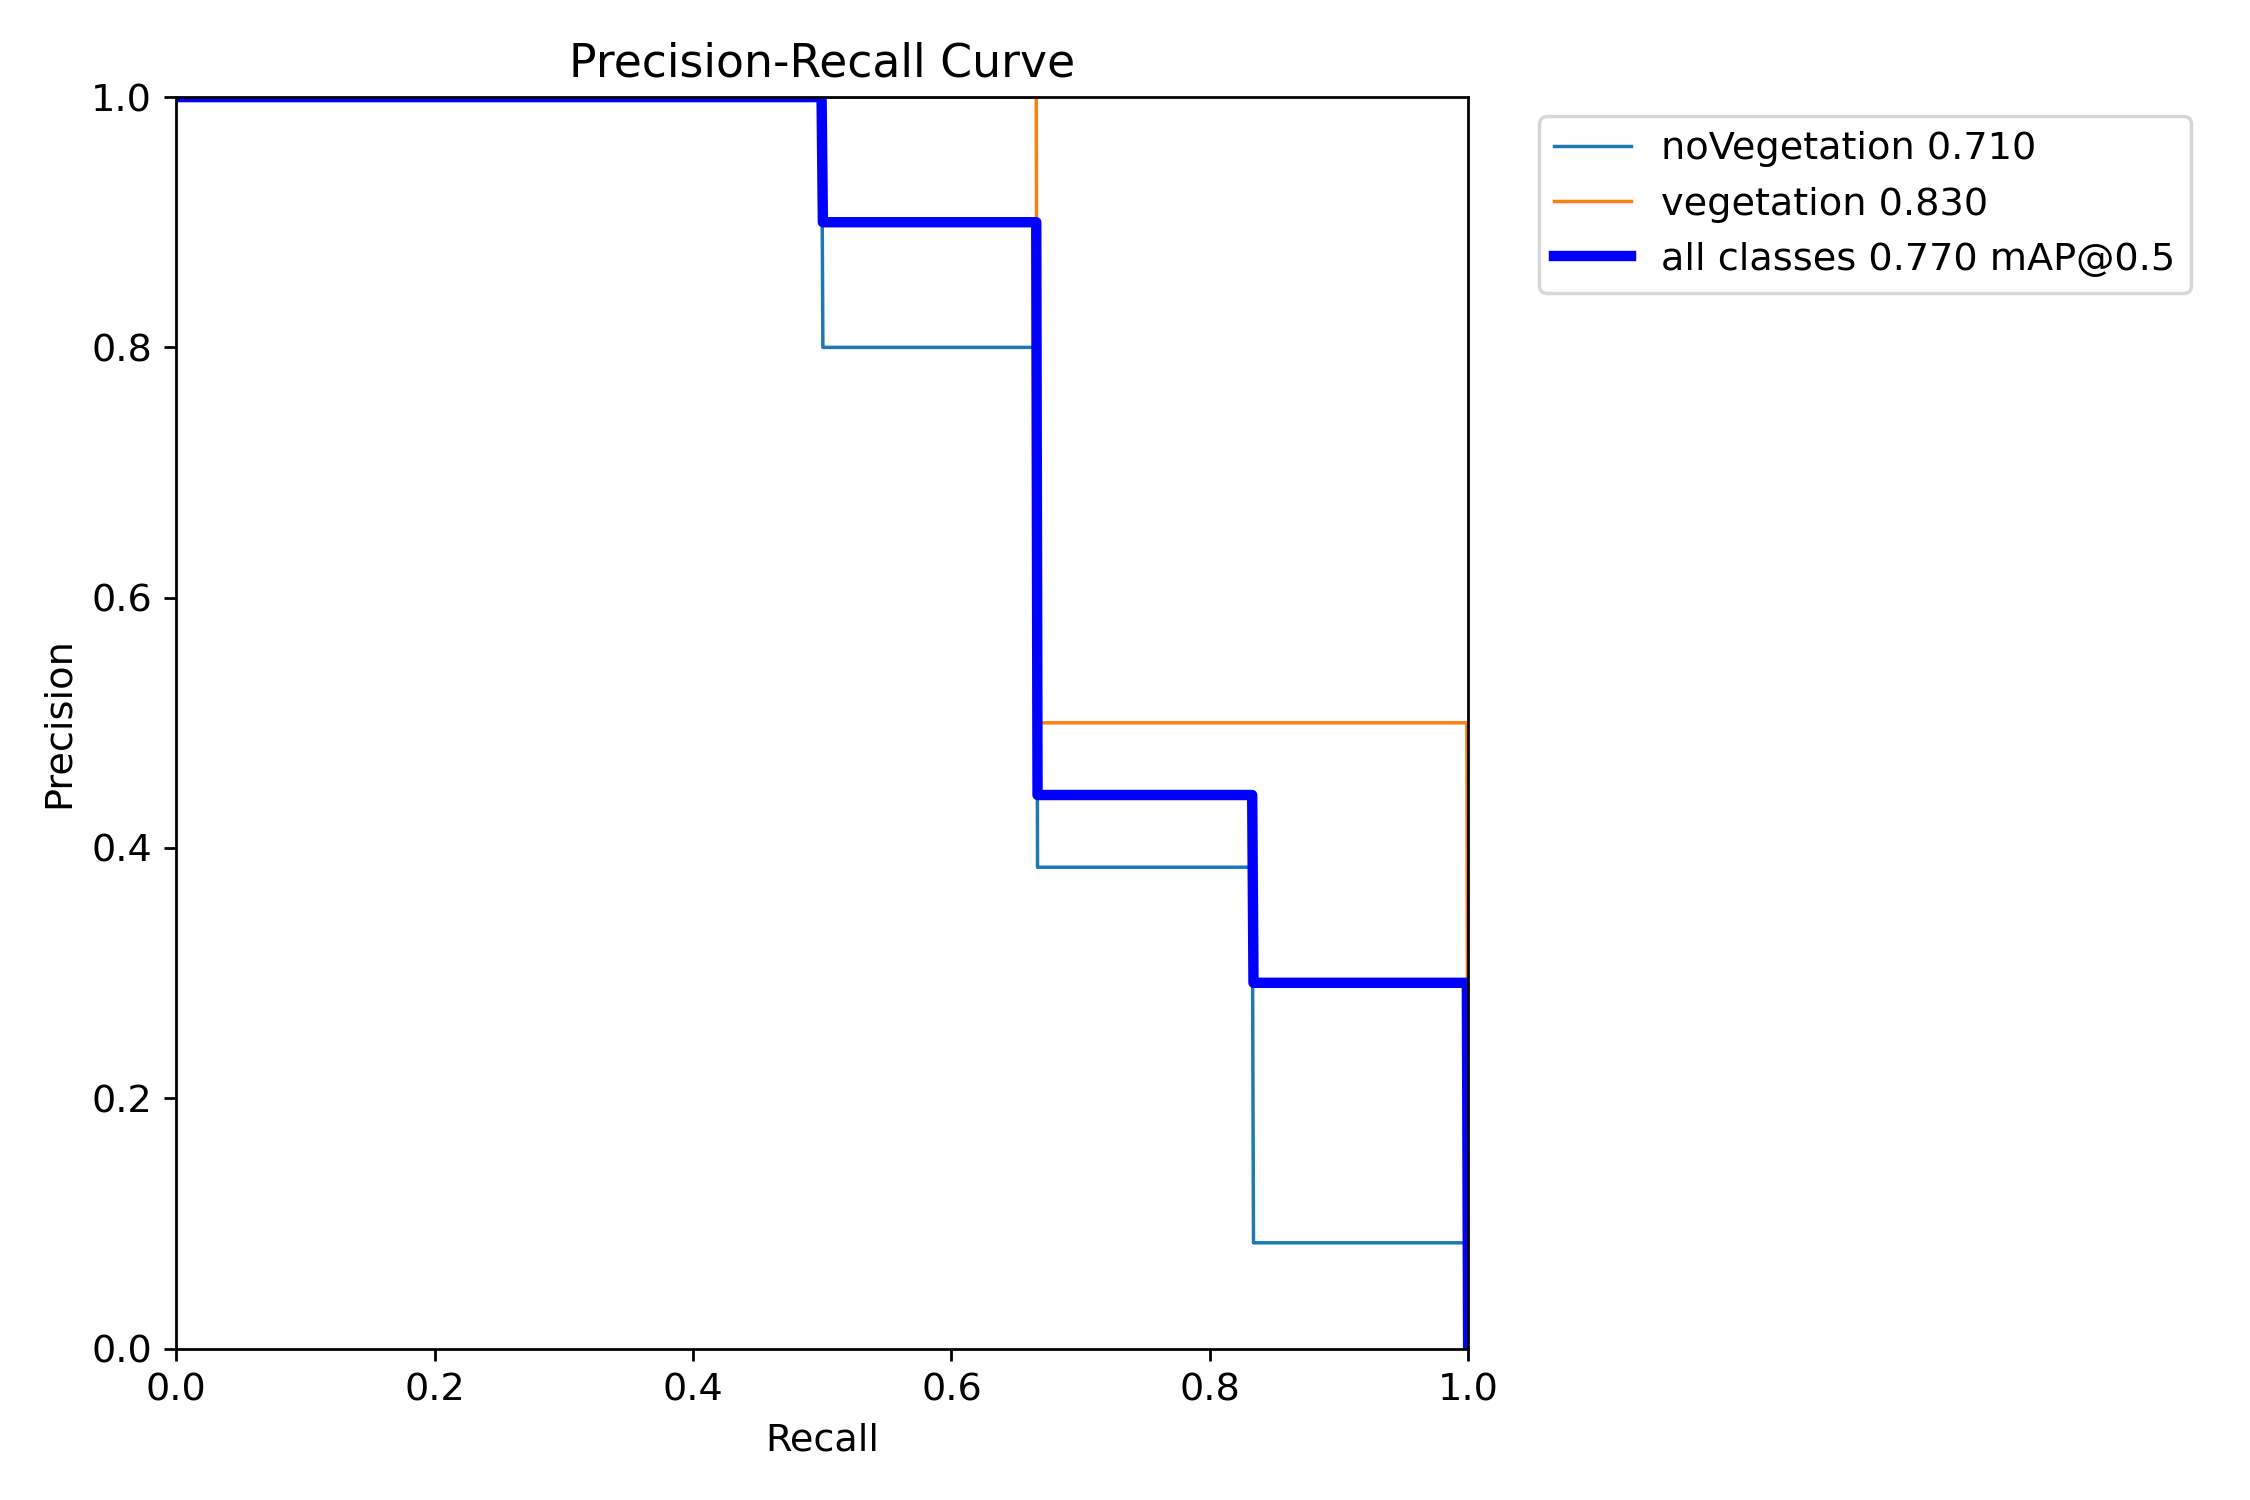 Precision-Recall Curve
1.0
0.8
0.6
0.4
0.2
0.0
Precision
0.0 0.2 0.4 0.6 0.8 1.0
Recall
noVegetation 0.710
vegetation 0.830
all classes 0.770 mAP@0.5